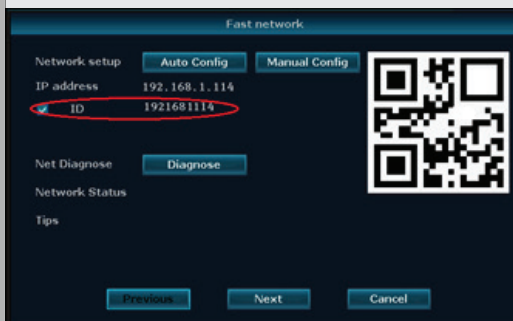 Fast network
Network setup Auto Config Manual Config
IP address 192.168.1.114
ID 1921681114
Net Diagnose Diagnose
Network Status
Tips
Previous Next Cancel